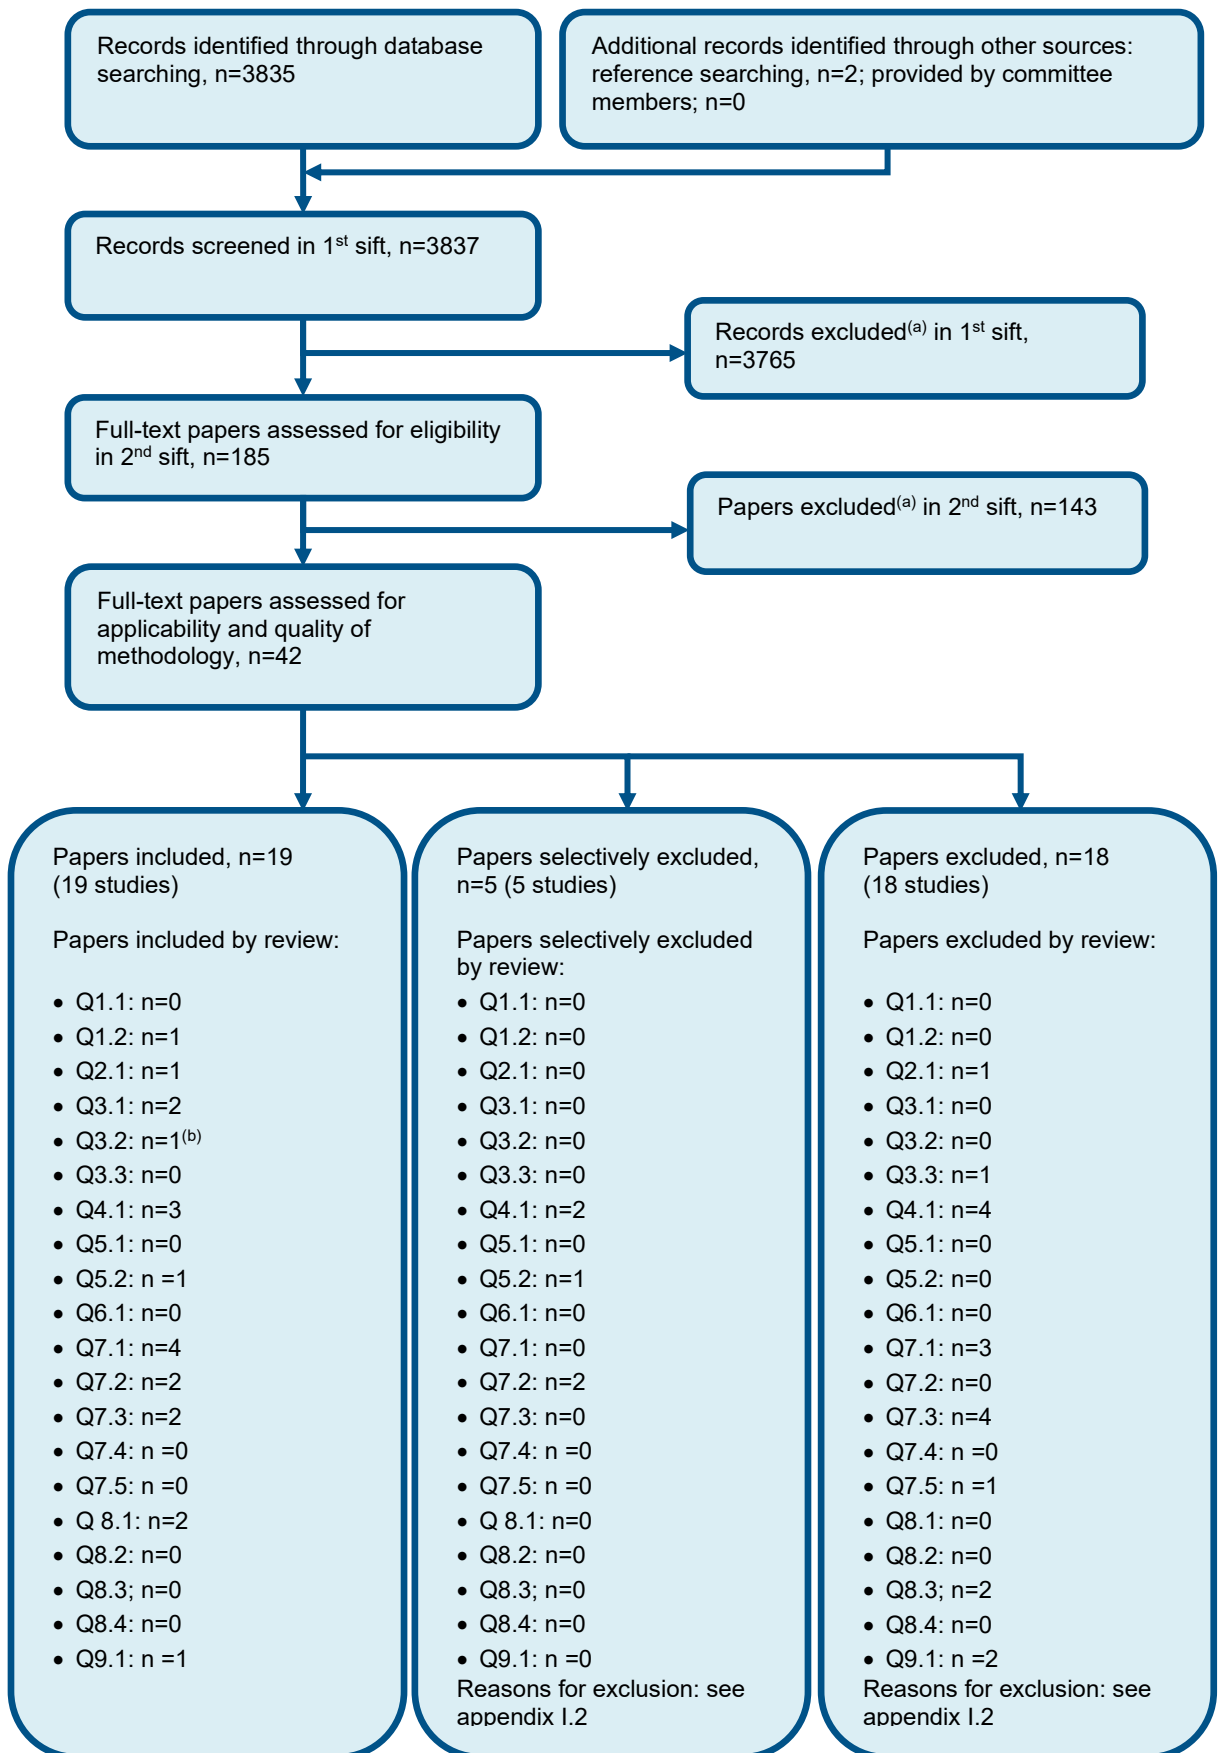 Records identified through database
searching, n=3835
Additional records identified through other sources:
reference searching, n=2; provided by committee
members; n=0
Records screened in 1st sift, n=3837
Records excluded(a) in 1st sift,
n=3765
Full-text papers assessed for eligibility
in 2nd sift, n=185
Papers excluded(a) in 2nd sift, n=143
Full-text papers assessed for
applicability and quality of
methodology, n=42
Papers included, n=19
(19 studies)
Papers included by review:
• Q1.1: n=0
• Q1.2: n=1
• Q2.1: n=1
• Q3.1: n=2
• Q3.2: n=1(b)
• Q3.3: n=0
• Q4.1: n=3
• Q5.1: n=0
• Q5.2: n =1
• Q6.1: n=0
• Q7.1: n=4
• Q7.2: n=2
• Q7.3: n=2
• Q7.4: n =0
• Q7.5: n =0
• Q 8.1: n=2
• Q8.2: n=0
• Q8.3; n=0
• Q8.4: n=0
• Q9.1: n =1
Papers selectively excluded,
n=5 (5 studies)
Papers selectively excluded
by review:
• Q1.1: n=0
• Q1.2: n=0
• Q2.1: n=0
• Q3.1: n=0
• Q3.2: n=0
• Q3.3: n=0
• Q4.1: n=2
• Q5.1: n=0
• Q5.2: n=1
• Q6.1: n=0
• Q7.1: n=0
• Q7.2: n=2
• Q7.3: n=0
• Q7.4: n =0
• Q7.5: n =0
• Q 8.1: n=0
• Q8.2: n=0
• Q8.3; n=0
• Q8.4: n=0
• Q9.1: n =0
Reasons for exclusion: see
appendix I.2
Papers excluded, n=18
(18 studies)
Papers excluded by review:
• Q1.1: n=0
• Q1.2: n=0
• Q2.1: n=1
• Q3.1: n=0
• Q3.2: n=0
• Q3.3: n=1
• Q4.1: n=4
• Q5.1: n=0
• Q5.2: n=0
• Q6.1: n=0
• Q7.1: n=3
• Q7.2: n=0
• Q7.3: n=4
• Q7.4: n =0
• Q7.5: n =1
• Q8.1: n=0
• Q8.2: n=0
• Q8.3; n=2
• Q8.4: n=0
• Q9.1: n =2
Reasons for exclusion: see
appendix I.2